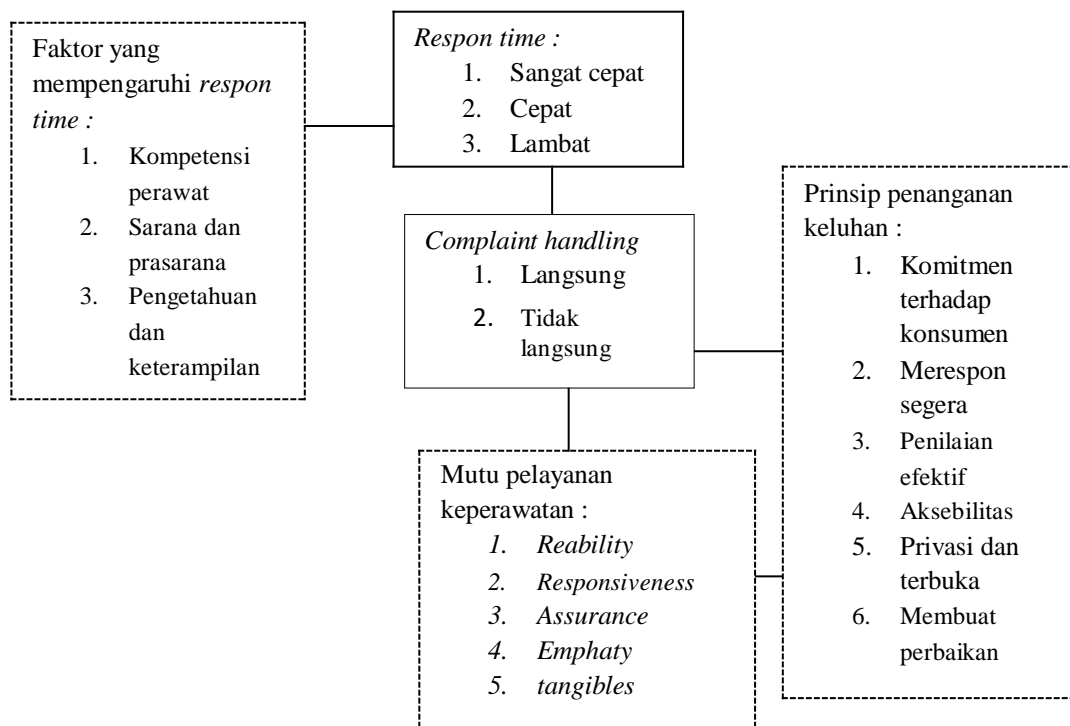 Faktor yang
mempengaruhi respon
time :
1. Kompetensi
perawat
2. Sarana dan
prasarana
3. Pengetahuan
dan
keterampilan
Respon time :
1. Sangat cepat
2. Cepat
3. Lambat
Complaint handling
1. Langsung
2. Tidak
langsung
Prinsip penanganan
keluhan :
1. Komitmen
terhadap
konsumen
2. Merespon
segera
3. Penilaian
efektif
4. Aksebilitas
5. Privasi dan
terbuka
6. Membuat
perbaikan
Mutu pelayanan
keperawatan :
1. Reability
2. Responsiveness
3. Assurance
4. Emphaty
5. tangibles